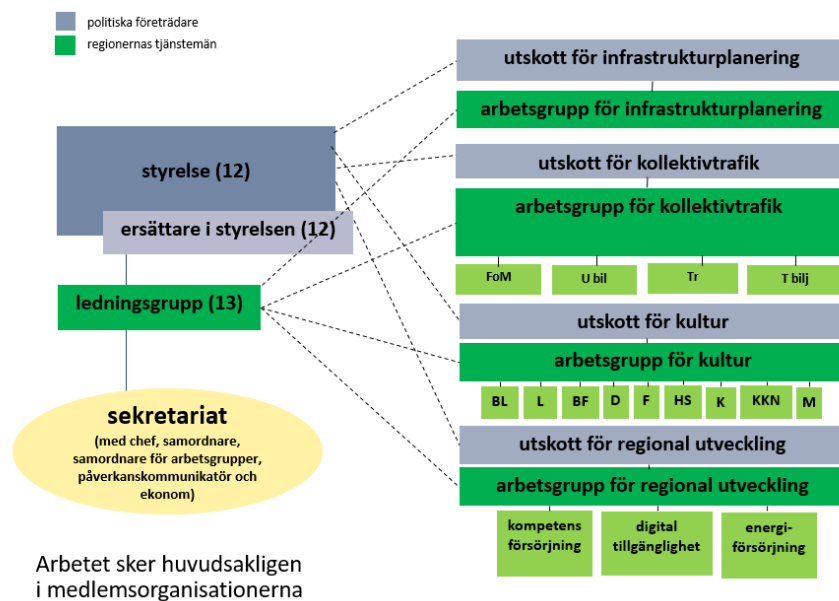 politiska företrädare
regionernas tjänstemän
styrelse (12)
ersättare i styrelsen (12)
ledningsgrupp (13)
sekretariat
(med chef, samordnare,
samordnare för arbetsgrupper,
påverkanskommunikatör och
ekonom)
Arbetet sker huvudsakligen
i medlemsorganisationerna
utskott för infrastrukturplanering
arbetsgrupp för infrastrukturplanering
utskott för kollektivtrafik
arbetsgrupp för kollektivtrafik
FoM
U bil
Tr
T bilj
utskott för kultur
arbetsgrupp för kultur
BL
L
BF
D
F
HS
K
KKN
M
utskott för regional utveckling
arbetsgrupp för regional utveckling
kompetens
försörjning
digital
tillgänglighet
energi-
försörjning